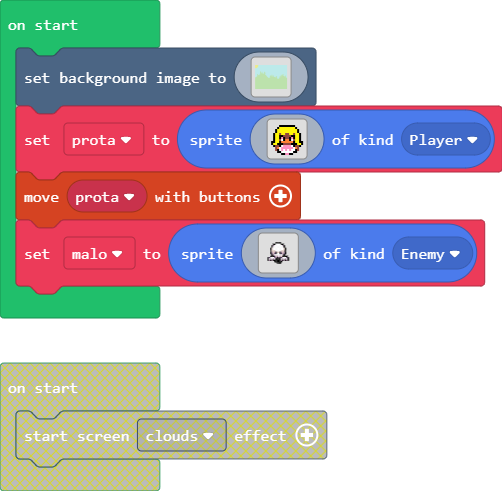 on start
set background image to
set prota to sprite of kind Player
move prota with buttons
set malo to sprite of kind Enemy
on start
start screen clouds effect